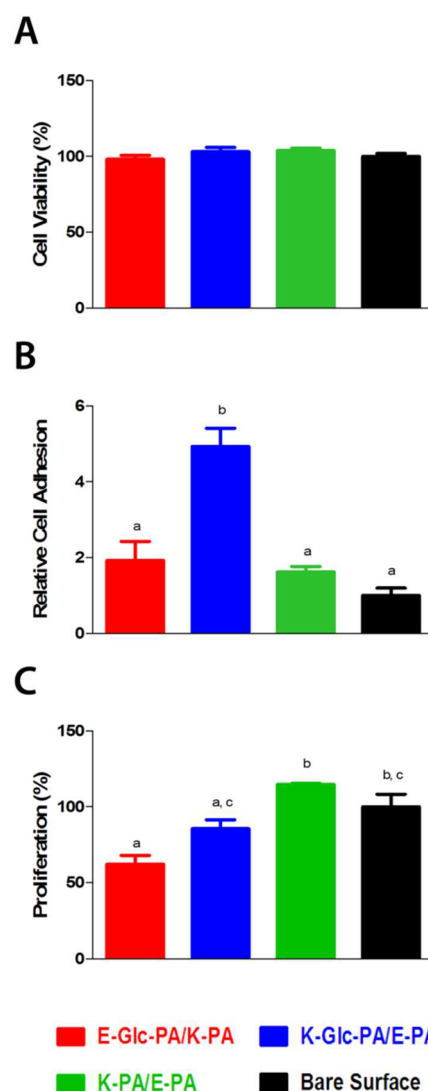 A
Cell Viability (%)
150
100
50
0
B
Relative Cell Adhesion
6
4
2
0
a
b
a
a
C
Proliferation (%)
150
100
50
0
a
a, c
b
b, c
E-Glc-PA/K-PA
K-Glc-PA/E-PA
K-PA/E-PA
Bare Surface